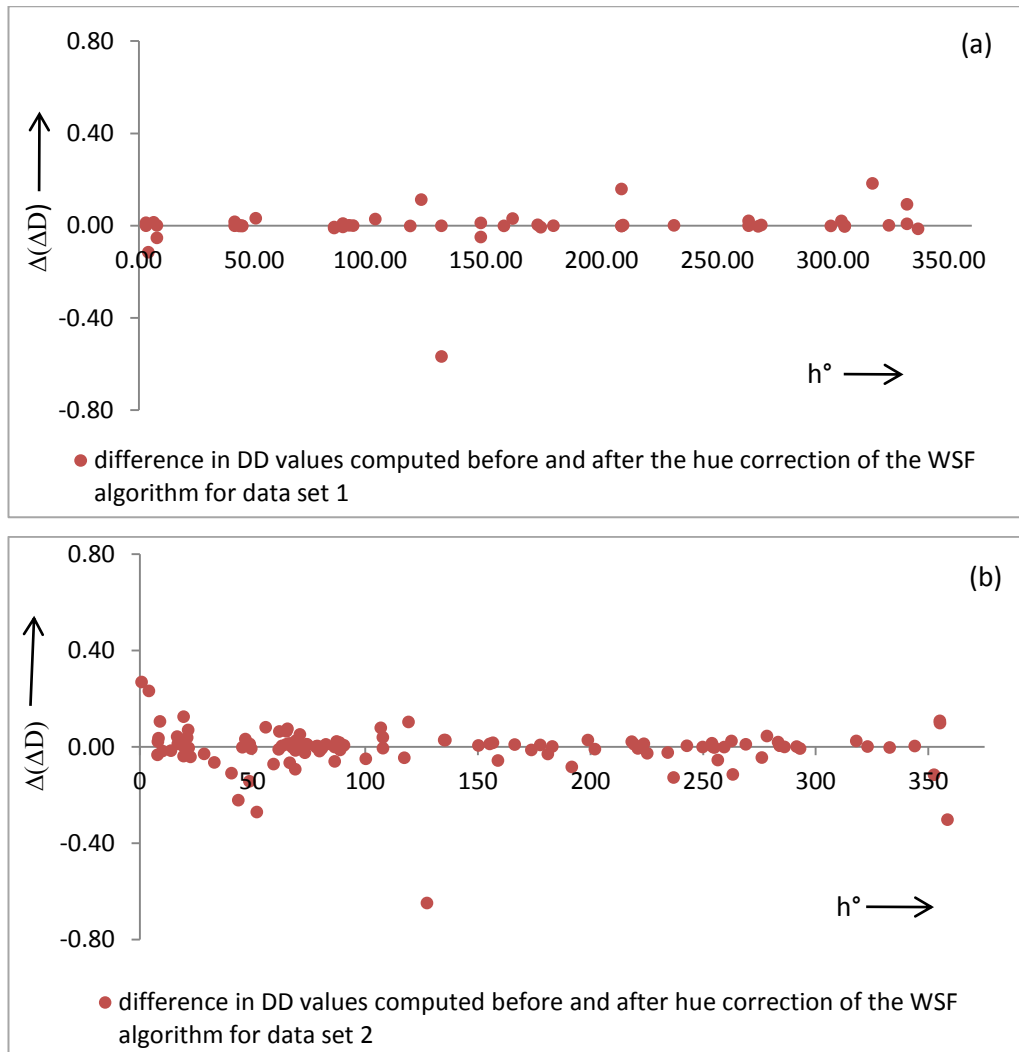 (a)
0.80
0.40
0.00
-0.40
-0.80
Δ(ΔD)
0.00 50.00 100.00 150.00 200.00 250.00 300.00 350.00
h°
difference in DD values computed before and after the hue correction of the WSF
algorithm for data set 1
(b)
0.80
0.40
0.00
-0.40
-0.80
Δ(ΔD)
0 50 100 150 200 250 300 350
h°
difference in DD values computed before and after hue correction of the WSF
algorithm for data set 2